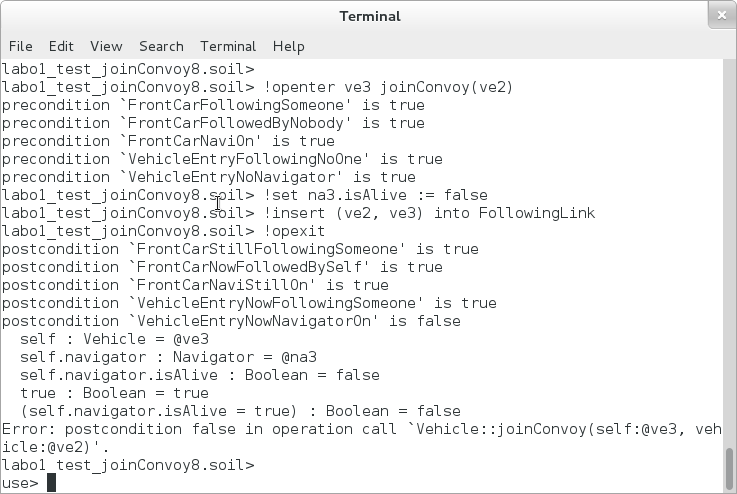 Terminal
File Edit View Search Terminal Help
labo1_test_joinConvoy8.soil>
labo1_test_joinConvoy8.soil> !openter ve3 joinConvoy(ve2)
precondition `FrontCarFollowingSomeone' is true
precondition `FrontCarFollowedByNobody' is true
precondition `FrontCarNaviOn' is true
precondition `VehicleEntryFollowingNoOne' is true
precondition `VehicleEntryNoNavigator' is true
labo1_test_joinConvoy8.soil> !set na3.isAlive := false
labo1_test_joinConvoy8.soil> !insert (ve2, ve3) into FollowingLink
labo1_test_joinConvoy8.soil> !opexit
postcondition `FrontCarStillFollowingSomeone' is true
postcondition `FrontCarNowFollowedBySelf' is true
postcondition `FrontCarNaviStillOn' is true
postcondition `VehicleEntryNowFollowingSomeone' is true
postcondition `VehicleEntryNowNavigatorOn' is false
  self : Vehicle = @ve3
  self.navigator : Navigator = @na3
  self.navigator.isAlive : Boolean = false
  true : Boolean = true
  (self.navigator.isAlive = true) : Boolean = false
Error: postcondition false in operation call `Vehicle::joinConvoy(self:@ve3, veh
icle:@ve2)'.
labo1_test_joinConvoy8.soil>
use>